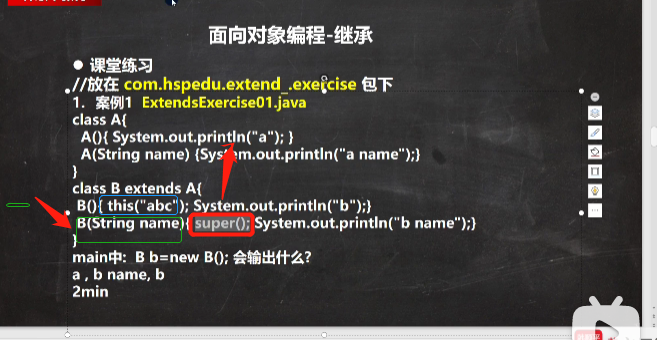 面向对象编程-继承
● 课堂练习
//放在 com.hspedu.extend_.exercise 包下
1. 案例1 ExtendsExercise01.java
class A{
A(){ System.out.println("a"); }
A(String name) {System.out.println("a name");}
}
class B extends A{
B(){ this("abc"); System.out.println("b");}
B(String name){ super(); System.out.println("b name");}
}
main中: B b=new B(); 会输出什么?
a , b name, b
2min